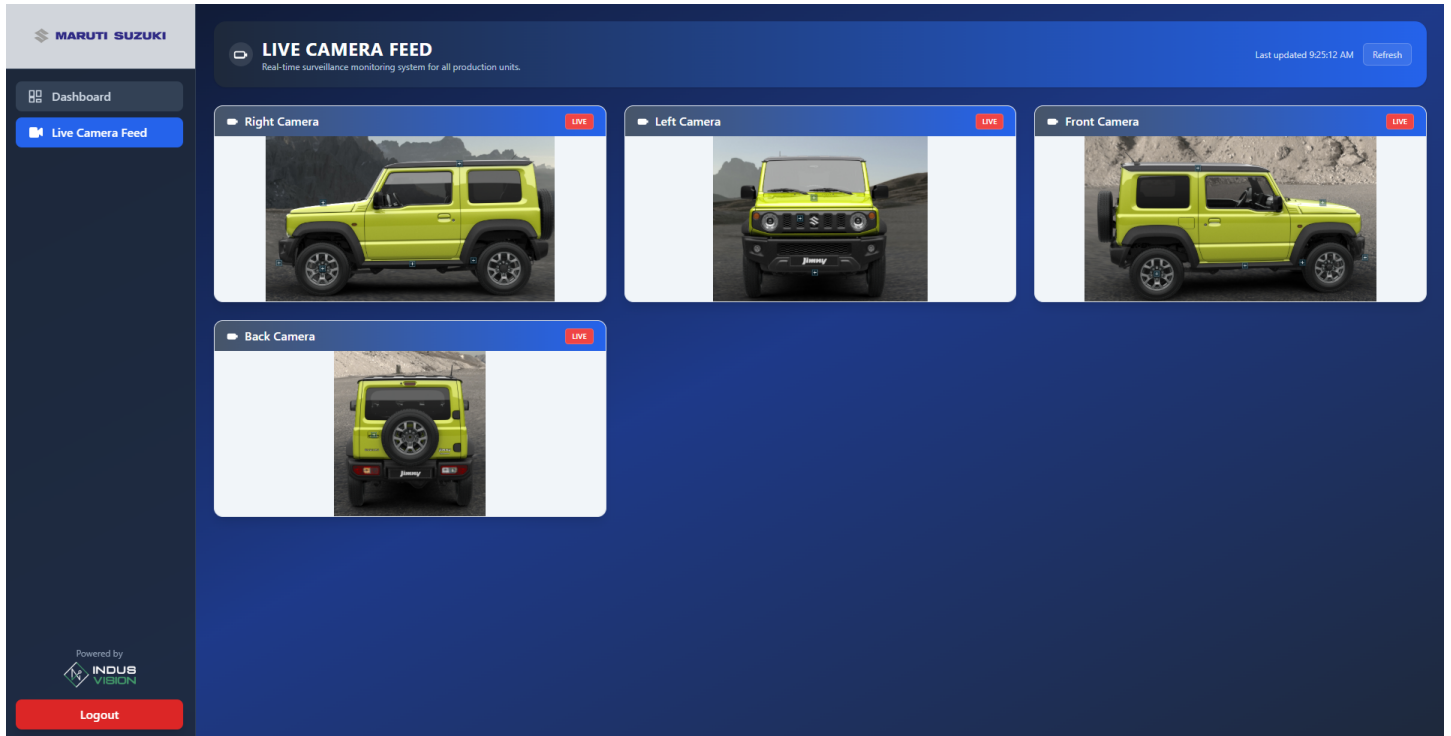 MARUTI SUZUKI
Dashboard
Live Camera Feed
LIVE CAMERA FEED
Real-time surveillance monitoring system for all production units.
Last updated 9:25:12 AM
Refresh
Right Camera
LIVE
Left Camera
LIVE
Jimny
Front Camera
LIVE
Back Camera
LIVE
Jimny
Powered by
INDUS
VISION
Logout